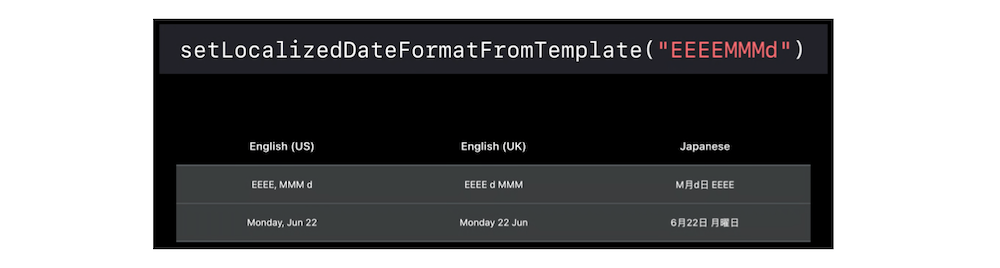 setLocalizedDateFormatFromTemplate("EEEEMMMd")
English (US) English (UK) Japanese
EEEE, MMM d EEEE d MMM M月d日 EEEE
Monday, Jun 22 Monday 22 Jun 6月22日 月曜日